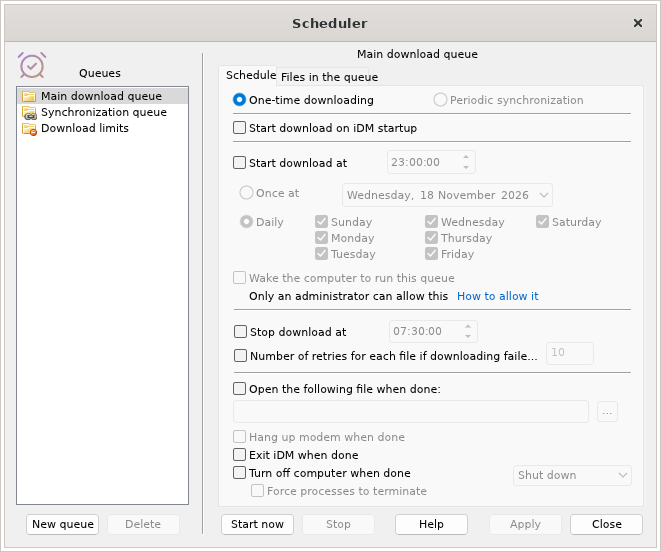 Scheduler
Queues
Main download queue
Synchronization queue
Download limits
New queue
Delete
Main download queue
Schedule
Files in the queue
One-time downloading
Periodic synchronization
Start download on iDM startup
Start download at
23:00:00
Once at
Wednesday, 18 November 2026
Daily
Sunday
Wednesday
Saturday
Monday
Thursday
Tuesday
Friday
Wake the computer to run this queue
Only an administrator can allow this How to allow it
Stop download at
07:30:00
Number of retries for each file if downloading faile...
10
Open the following file when done:
...
Hang up modem when done
Exit iDM when done
Turn off computer when done
Shut down
Force processes to terminate
Start now
Stop
Help
Apply
Close